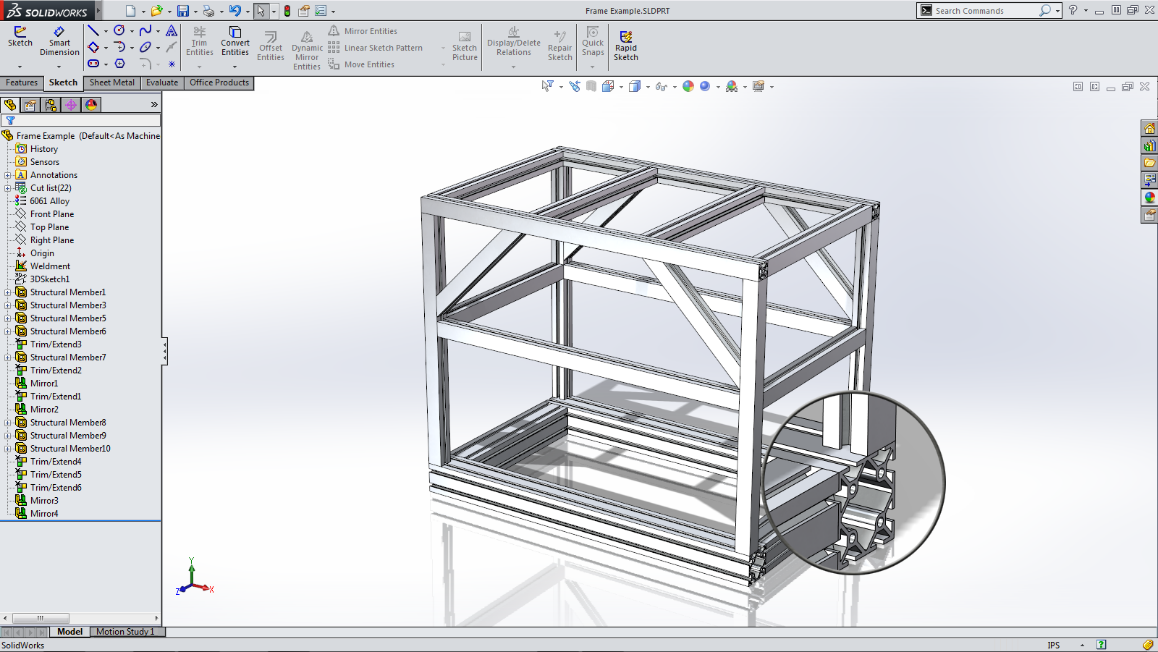 SOLIDWORKS
Frame Example.SLDPRT
Search Commands
Sketch
Smart Dimension
Trim Entities
Convert Entities
Offset Entities
Dynamic Mirror Entities
Mirror Entities
Linear Sketch Pattern
Move Entities
Sketch Picture
Display/Delete Relations
Repair Sketch
Quick Snaps
Rapid Sketch
Features
Sketch
Sheet Metal
Evaluate
Office Products
Frame Example (Default<As Machine
History
Sensors
Annotations
Cut list(22)
6061 Alloy
Front Plane
Top Plane
Right Plane
Origin
Weldment
3DSketch1
Structural Member1
Structural Member3
Structural Member5
Structural Member6
Trim/Extend3
Structural Member7
Trim/Extend2
Mirror1
Trim/Extend1
Mirror2
Structural Member8
Structural Member9
Structural Member10
Trim/Extend4
Trim/Extend5
Trim/Extend6
Mirror3
Mirror4
Y
Z
X
Model
Motion Study 1
SolidWorks
IPS